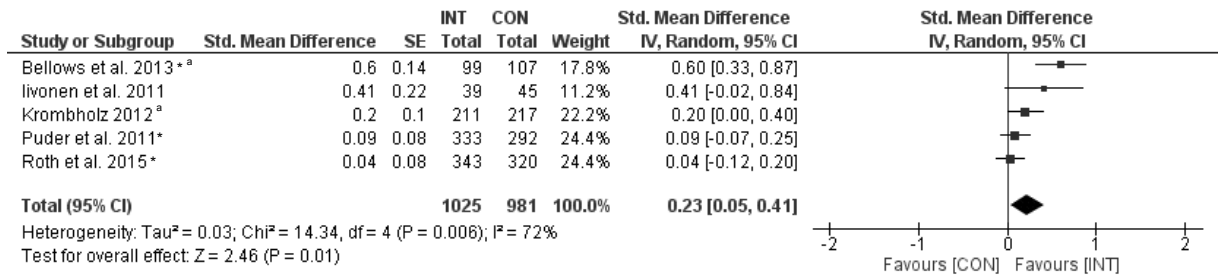 INT CON Std. Mean Difference Std. Mean Difference
Study or Subgroup Std. Mean Difference SE Total Total Weight IV, Random, 95% CI IV, Random, 95% CI
Bellows et al. 2013*ª 0.6 0.14 99 107 17.8% 0.60 [0.33, 0.87]
Iivonen et al. 2011 0.41 0.22 39 45 11.2% 0.41 [-0.02, 0.84]
Krombholz 2012ª 0.2 0.1 211 217 22.2% 0.20 [0.00, 0.40]
Puder et al. 2011* 0.09 0.08 333 292 24.4% 0.09 [-0.07, 0.25]
Roth et al. 2015* 0.04 0.08 343 320 24.4% 0.04 [-0.12, 0.20]
Total (95% CI) 1025 981 100.0% 0.23 [0.05, 0.41]
Heterogeneity: Tau² = 0.03; Chi² = 14.34, df = 4 (P = 0.006); I² = 72%
Test for overall effect: Z = 2.46 (P = 0.01)
-2 -1 0 1 2
Favours [CON] Favours [INT]